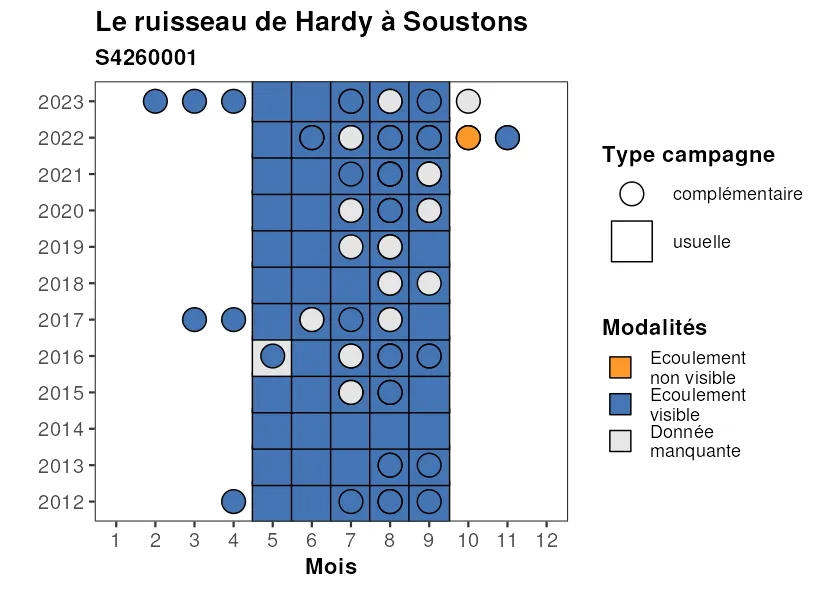 Le ruisseau de Hardy à Soustons
S4260001
2023
2022
2021
2020
2019
2018
2017
2016
2015
2014
2013
2012
1 2 3 4 5 6 7 8 9 10 11 12
Mois
Type campagne
complémentaire
usuelle
Modalités
Ecoulement
non visible
Ecoulement
visible
Donnée
manquante